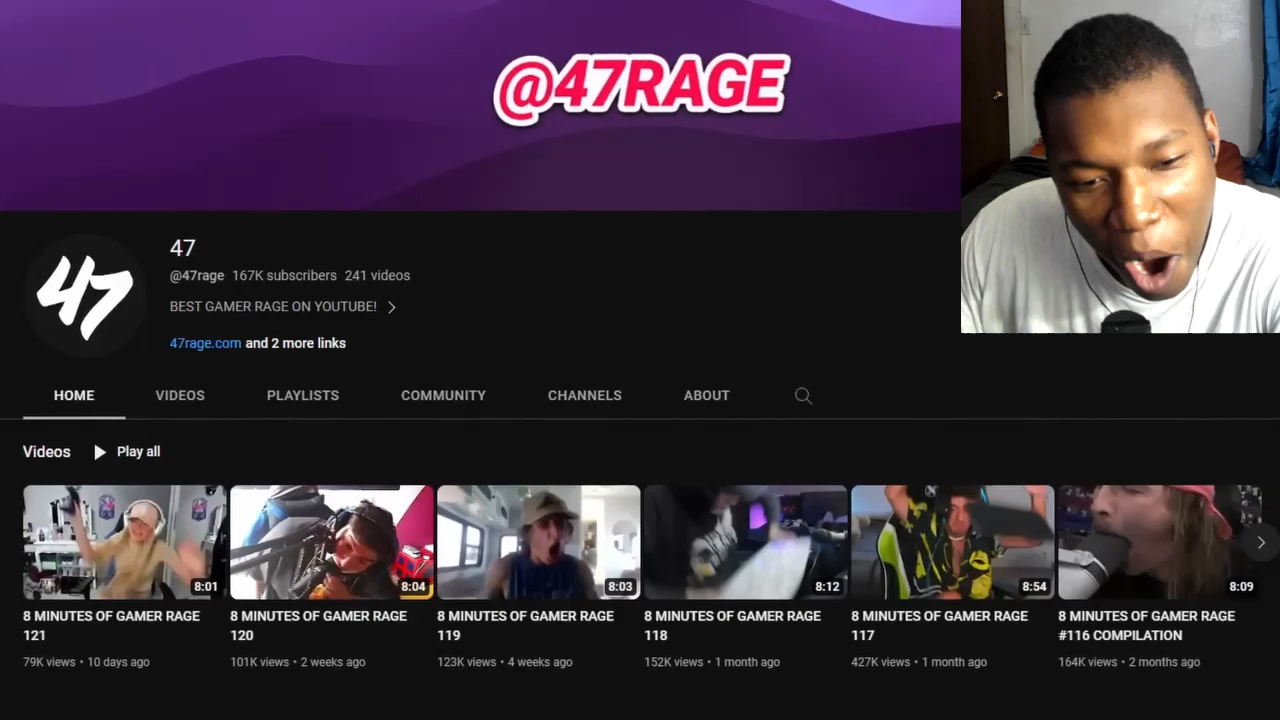 @47RAGE
47
47
@47rage 167K subscribers 241 videos
BEST GAMER RAGE ON YOUTUBE!
47rage.com and 2 more links
HOME VIDEOS PLAYLISTS COMMUNITY CHANNELS ABOUT
Videos Play all
8:01 8:04 8:03 8:12 8:54 8:09
8 MINUTES OF GAMER RAGE
121
79K views • 10 days ago
8 MINUTES OF GAMER RAGE
120
101K views • 2 weeks ago
8 MINUTES OF GAMER RAGE
119
123K views • 4 weeks ago
8 MINUTES OF GAMER RAGE
118
152K views • 1 month ago
8 MINUTES OF GAMER RAGE
117
427K views • 1 month ago
8 MINUTES OF GAMER RAGE
#116 COMPILATION
164K views • 2 months ago